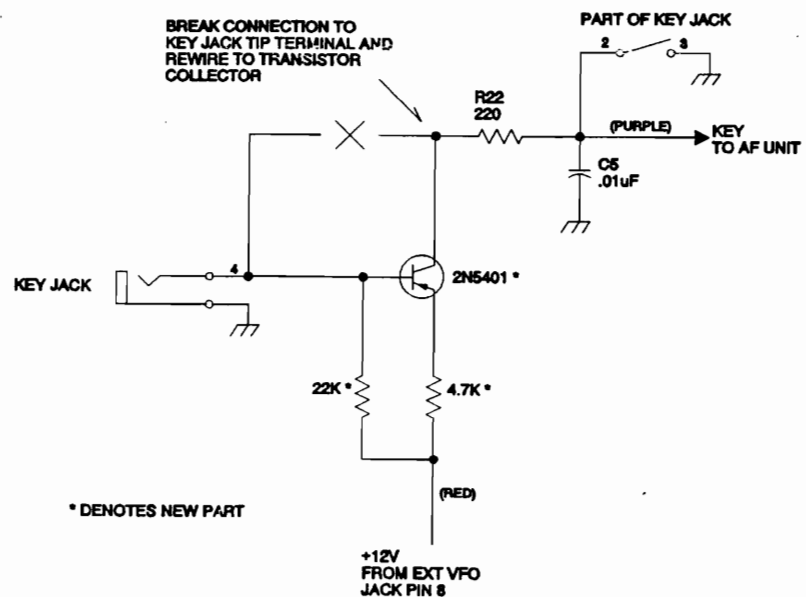 BREAK CONNECTION TO
KEY JACK TIP TERMINAL AND
REWIRE TO TRANSISTOR
COLLECTOR
PART OF KEY JACK
2
3
R22
220
(PURPLE)
KEY
TO AF UNIT
C5
.01uF
KEY JACK
4
2N5401 *
22K *
4.7K *
(RED)
* DENOTES NEW PART
+12V
FROM EXT VFO
JACK PIN 8